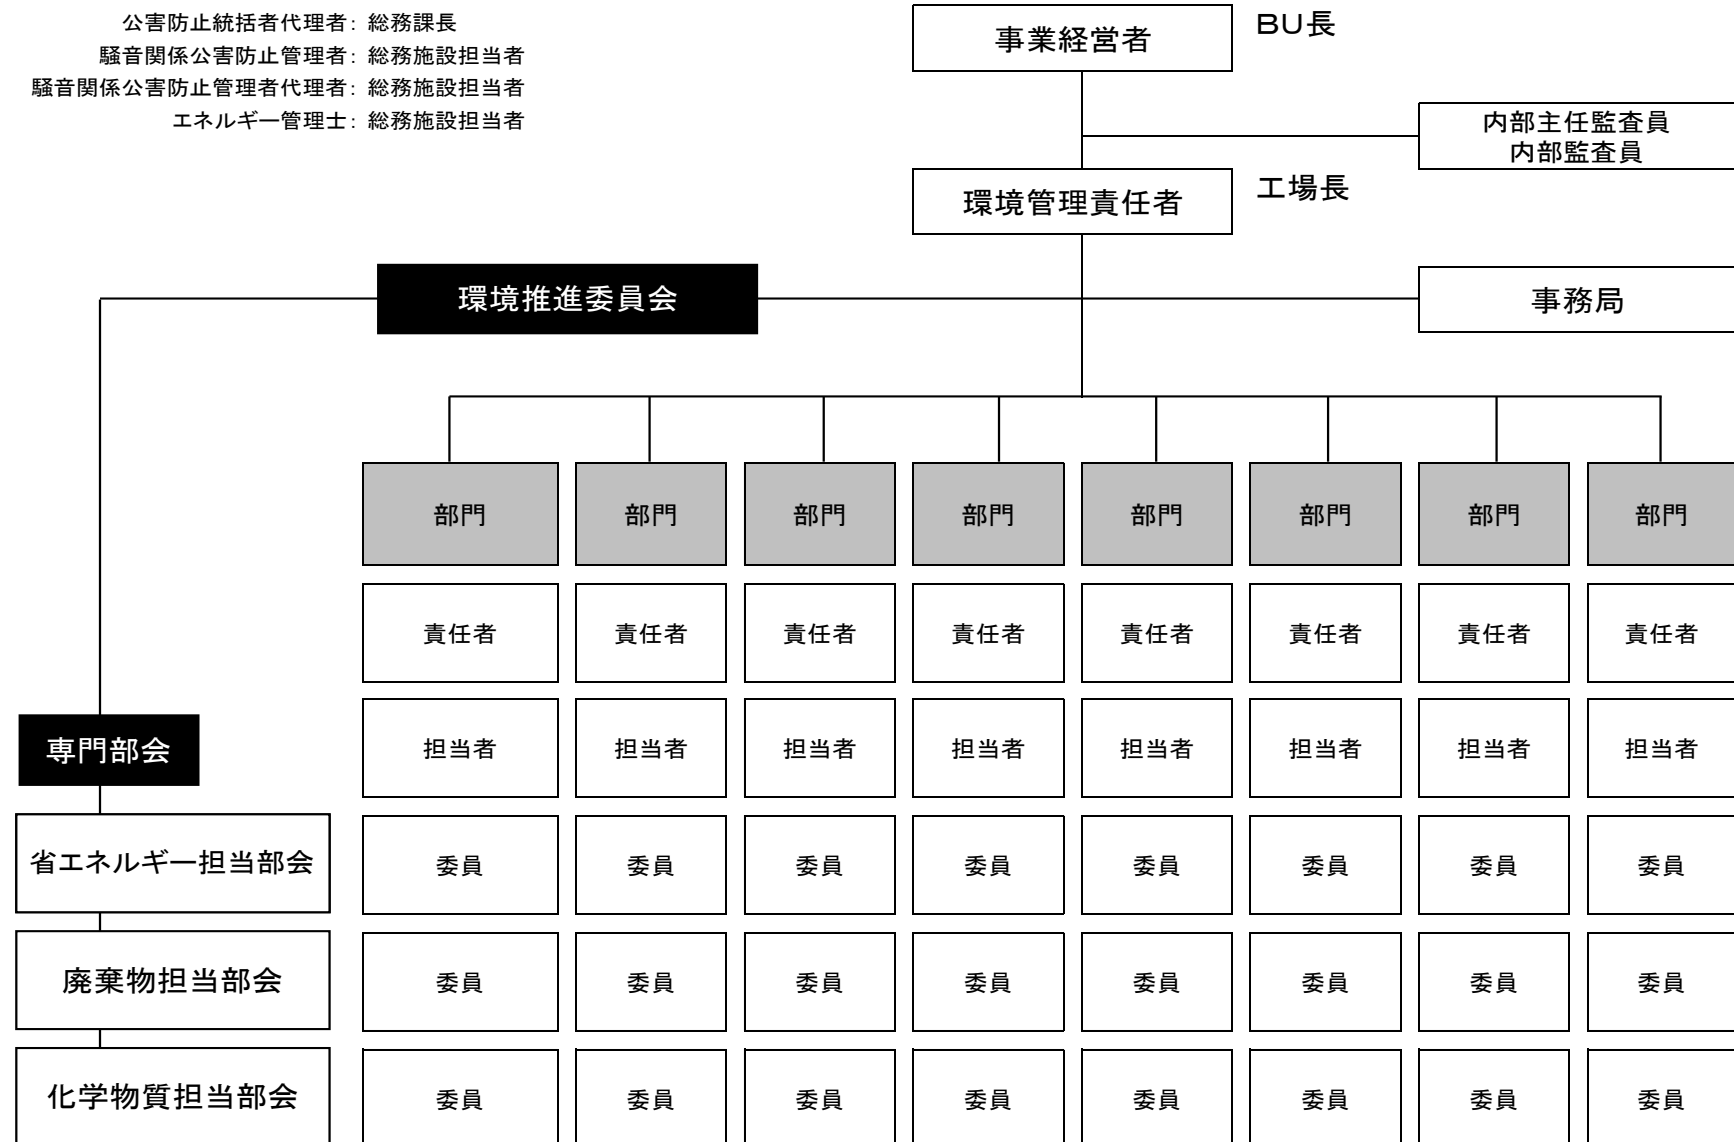 公害防止統括者代理者： 総務課長
騒音関係公害防止管理者： 総務施設担当者
騒音関係公害防止管理者代理者： 総務施設担当者
エネルギー管理士： 総務施設担当者
事業経営者
ＢＵ長
内部主任監査員
内部監査員
環境管理責任者
工場長
環境推進委員会
事務局
部門 部門 部門 部門 部門 部門 部門 部門
責任者 責任者 責任者 責任者 責任者 責任者 責任者 責任者
専門部会
担当者 担当者 担当者 担当者 担当者 担当者 担当者 担当者
省エネルギー担当部会
委員 委員 委員 委員 委員 委員 委員 委員
廃棄物担当部会
委員 委員 委員 委員 委員 委員 委員 委員
化学物質担当部会
委員 委員 委員 委員 委員 委員 委員 委員